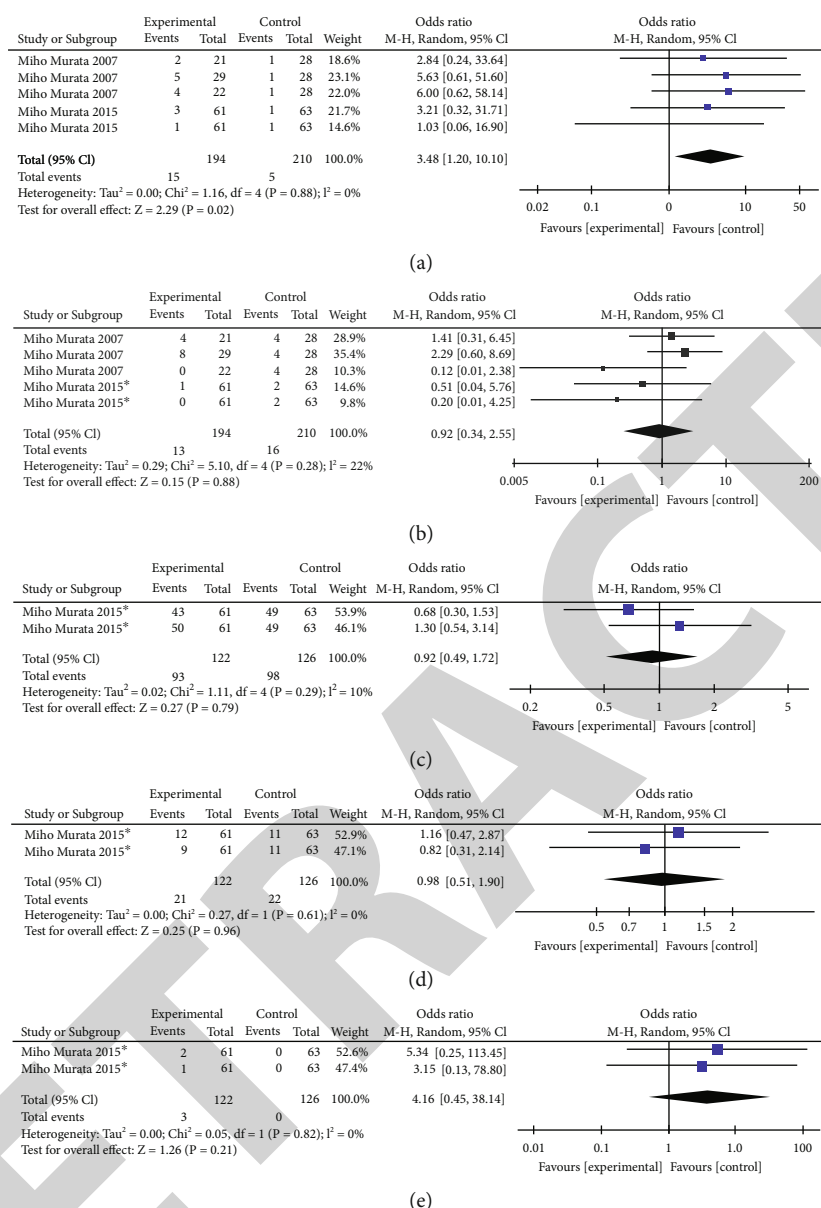 Experimental Control Odds ratio Odds ratio
Study or Subgroup Events Total Events Total Weight M-H, Random, 95% Cl M-H, Random, 95% Cl
Miho Murata 2007 2 21 1 28 18.6% 2.84 [0.24, 33.64]
Miho Murata 2007 5 29 1 28 23.1% 5.63 [0.61, 51.60]
Miho Murata 2007 4 22 1 28 22.0% 6.00 [0.62, 58.14]
Miho Murata 2015 3 61 1 63 21.7% 3.21 [0.32, 31.71]
Miho Murata 2015 1 61 1 63 14.6% 1.03 [0.06, 16.90]
Total (95% Cl) 194 210 100.0% 3.48 [1.20, 10.10]
Total events 15 5
Heterogeneity: Tau² = 0.00; Chi² = 1.16, df = 4 (P = 0.88); I² = 0%
Test for overall effect: Z = 2.29 (P = 0.02)
0.02 0.1 0 10 50
Favours [experimental] Favours [control]
(a)
Experimental Control Odds ratio Odds ratio
Study or Subgroup Events Total Events Total Weight M-H, Random, 95% Cl M-H, Random, 95% Cl
Miho Murata 2007 4 21 4 28 28.9% 1.41 [0.31, 6.45]
Miho Murata 2007 8 29 4 28 35.4% 2.29 [0.60, 8.69]
Miho Murata 2007 0 22 4 28 10.3% 0.12 [0.01, 2.38]
Miho Murata 2015* 1 61 2 63 14.6% 0.51 [0.04, 5.76]
Miho Murata 2015* 0 61 2 63 9.8% 0.20 [0.01, 4.25]
Total (95% Cl) 194 210 100.0% 0.92 [0.34, 2.55]
Total events 13 16
Heterogeneity: Tau² = 0.29; Chi² = 5.10, df = 4 (P = 0.28); I² = 22%
Test for overall effect: Z = 0.15 (P = 0.88)
0.005 0.1 1 10 200
Favours [experimental] Favours [control]
(b)
Experimental Control Odds ratio Odds ratio
Study or Subgroup Events Total Events Total Weight M-H, Random, 95% Cl M-H, Random, 95% Cl
Miho Murata 2015* 43 61 49 63 53.9% 0.68 [0.30, 1.53]
Miho Murata 2015* 50 61 49 63 46.1% 1.30 [0.54, 3.14]
Total (95% Cl) 122 126 100.0% 0.92 [0.49, 1.72]
Total events 93 98
Heterogeneity: Tau² = 0.02; Chi² = 1.11, df = 4 (P = 0.29); I² = 10%
Test for overall effect: Z = 0.27 (P = 0.79)
0.2 0.5 1 2 5
Favours [experimental] Favours [control]
(c)
Experimental Control Odds ratio Odds ratio
Study or Subgroup Events Total Events Total Weight M-H, Random, 95% Cl M-H, Random, 95% Cl
Miho Murata 2015* 12 61 11 63 52.9% 1.16 [0.47, 2.87]
Miho Murata 2015* 9 61 11 63 47.1% 0.82 [0.31, 2.14]
Total (95% Cl) 122 126 100.0% 0.98 [0.51, 1.90]
Total events 21 22
Heterogeneity: Tau² = 0.00; Chi² = 0.27, df = 1 (P = 0.61); I² = 0%
Test for overall effect: Z = 0.25 (P = 0.96)
0.5 0.7 1 1.5 2
Favours [experimental] Favours [control]
(d)
Experimental Control Odds ratio Odds ratio
Study or Subgroup Events Total Events Total Weight M-H, Random, 95% Cl M-H, Random, 95% Cl
Miho Murata 2015* 2 61 0 63 52.6% 5.34 [0.25, 113.45]
Miho Murata 2015* 1 61 0 63 47.4% 3.15 [0.13, 78.80]
Total (95% Cl) 122 126 100.0% 4.16 [0.45, 38.14]
Total events 3 0
Heterogeneity: Tau² = 0.00; Chi² = 0.05, df = 1 (P = 0.82); I² = 0%
Test for overall effect: Z = 1.26 (P = 0.21)
0.01 0.1 1 1.0 100
Favours [experimental] Favours [control]
(e)
ETRACT